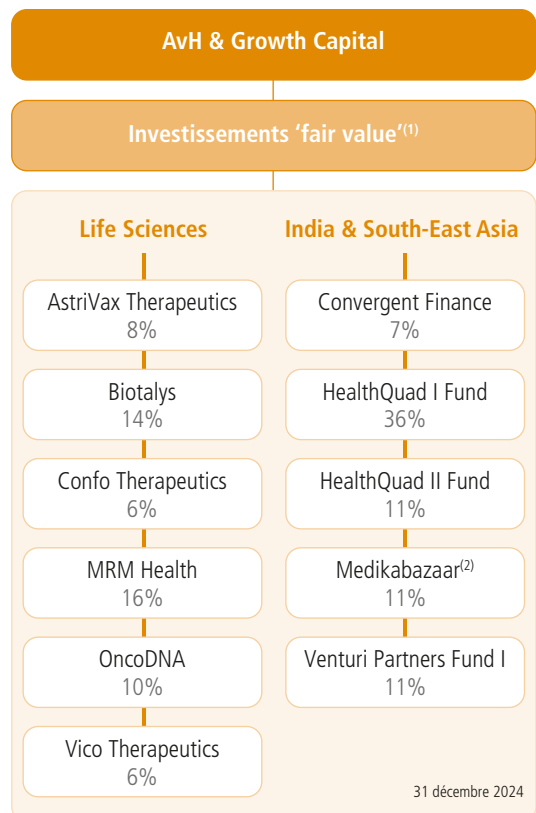 AvH & Growth Capital
Investissements ‘fair value’(1)
Life Sciences
AstriVax Therapeutics
8%
Biotalys
14%
Confo Therapeutics
6%
MRM Health
16%
OncoDNA
10%
Vico Therapeutics
6%
India & South-East Asia
Convergent Finance
7%
HealthQuad I Fund
36%
HealthQuad II Fund
11%
Medikabazaar(2)
11%
Venturi Partners Fund I
11%
31 décembre 2024